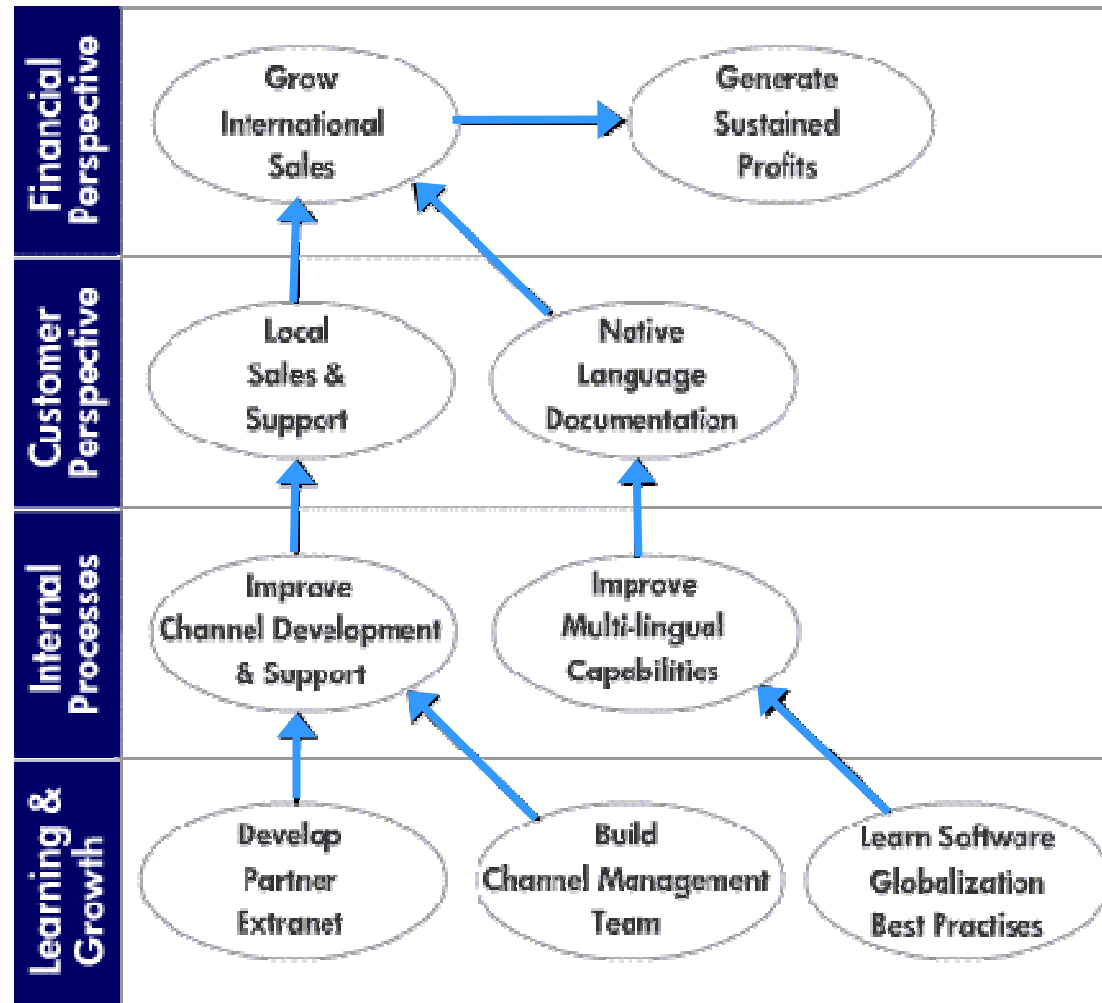 Financial
Perspective
Grow
International
Sales
Generate
Sustained
Profits
Customer
Perspective
Local
Sales &
Support
Native
Language
Documentation
Internal
Processes
Improve
Channel Development
& Support
Improve
Multi-lingual
Capabilities
Learning &
Growth
Develop
Partner
Extranet
Build
Channel Management
Team
Learn Software
Globalization
Best Practises